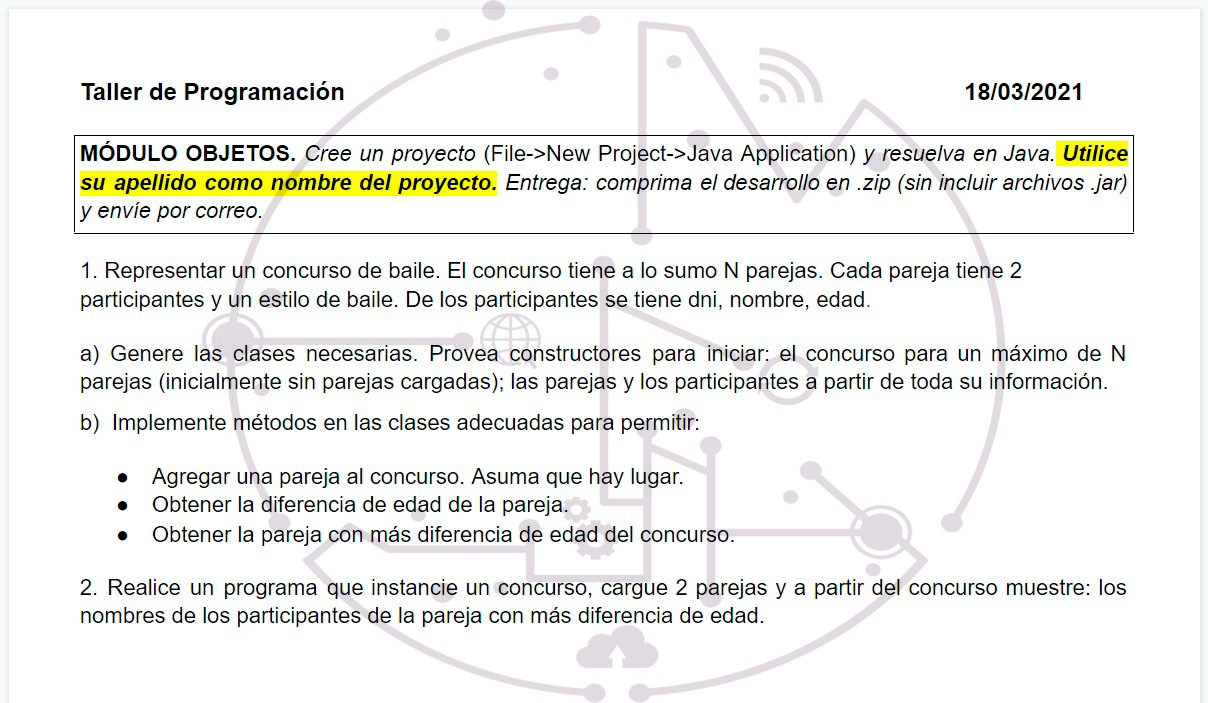 Taller de Programación 18/03/2021
MÓDULO OBJETOS. Cree un proyecto (File->New Project->Java Application) y resuelva en Java. Utilice
su apellido como nombre del proyecto. Entrega: comprima el desarrollo en .zip (sin incluir archivos .jar)
y envíe por correo.
1. Representar un concurso de baile. El concurso tiene a lo sumo N parejas. Cada pareja tiene 2
participantes y un estilo de baile. De los participantes se tiene dni, nombre, edad.
a) Genere las clases necesarias. Provea constructores para iniciar: el concurso para un máximo de N
parejas (inicialmente sin parejas cargadas); las parejas y los participantes a partir de toda su información.
b) Implemente métodos en las clases adecuadas para permitir:
● Agregar una pareja al concurso. Asuma que hay lugar.
● Obtener la diferencia de edad de la pareja.
● Obtener la pareja con más diferencia de edad del concurso.
2. Realice un programa que instancie un concurso, cargue 2 parejas y a partir del concurso muestre: los
nombres de los participantes de la pareja con más diferencia de edad.